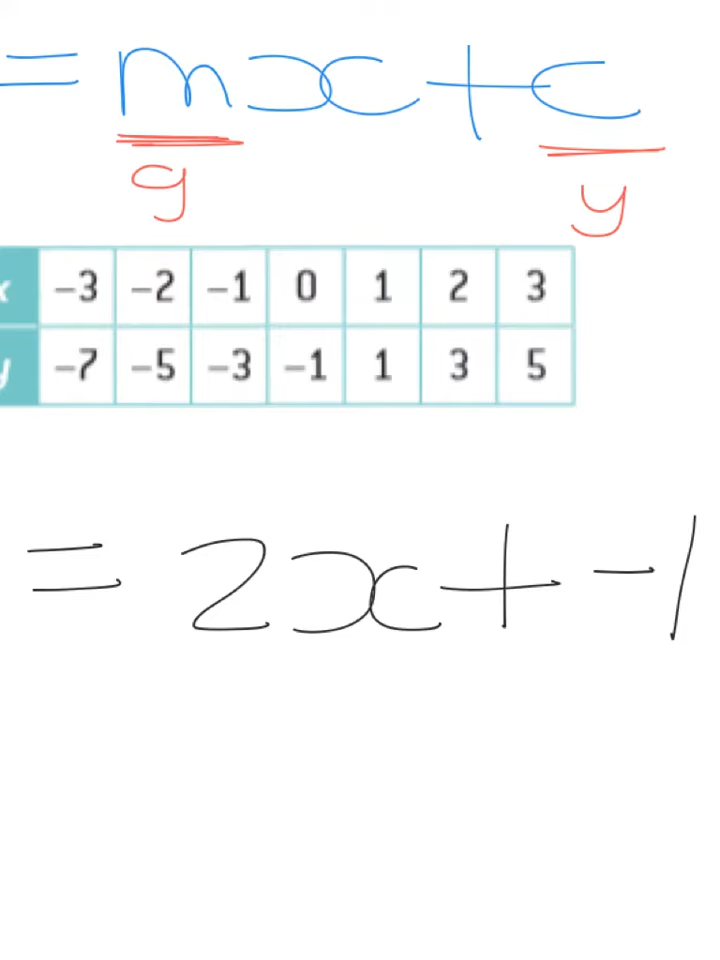 = mx + c
g y
x -3 -2 -1 0 1 2 3
y -7 -5 -3 -1 1 3 5
= 2x + -1